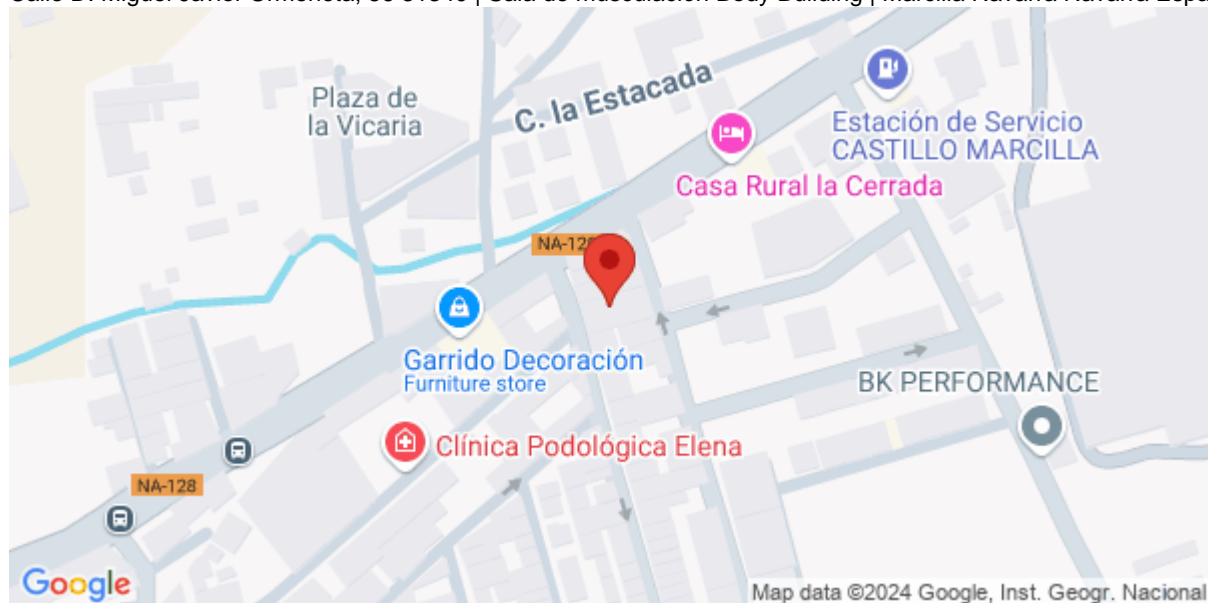 Plaza de
la Vicaria
C. la Estacada
Estación de Servicio
CASTILLO MARCILLA
Casa Rural la Cerrada
NA-128
Garrido Decoración
Furniture store
BK PERFORMANCE
Clínica Podológica Elena
NA-128
Google
Map data ©2024 Google, Inst. Geogr. Nacional